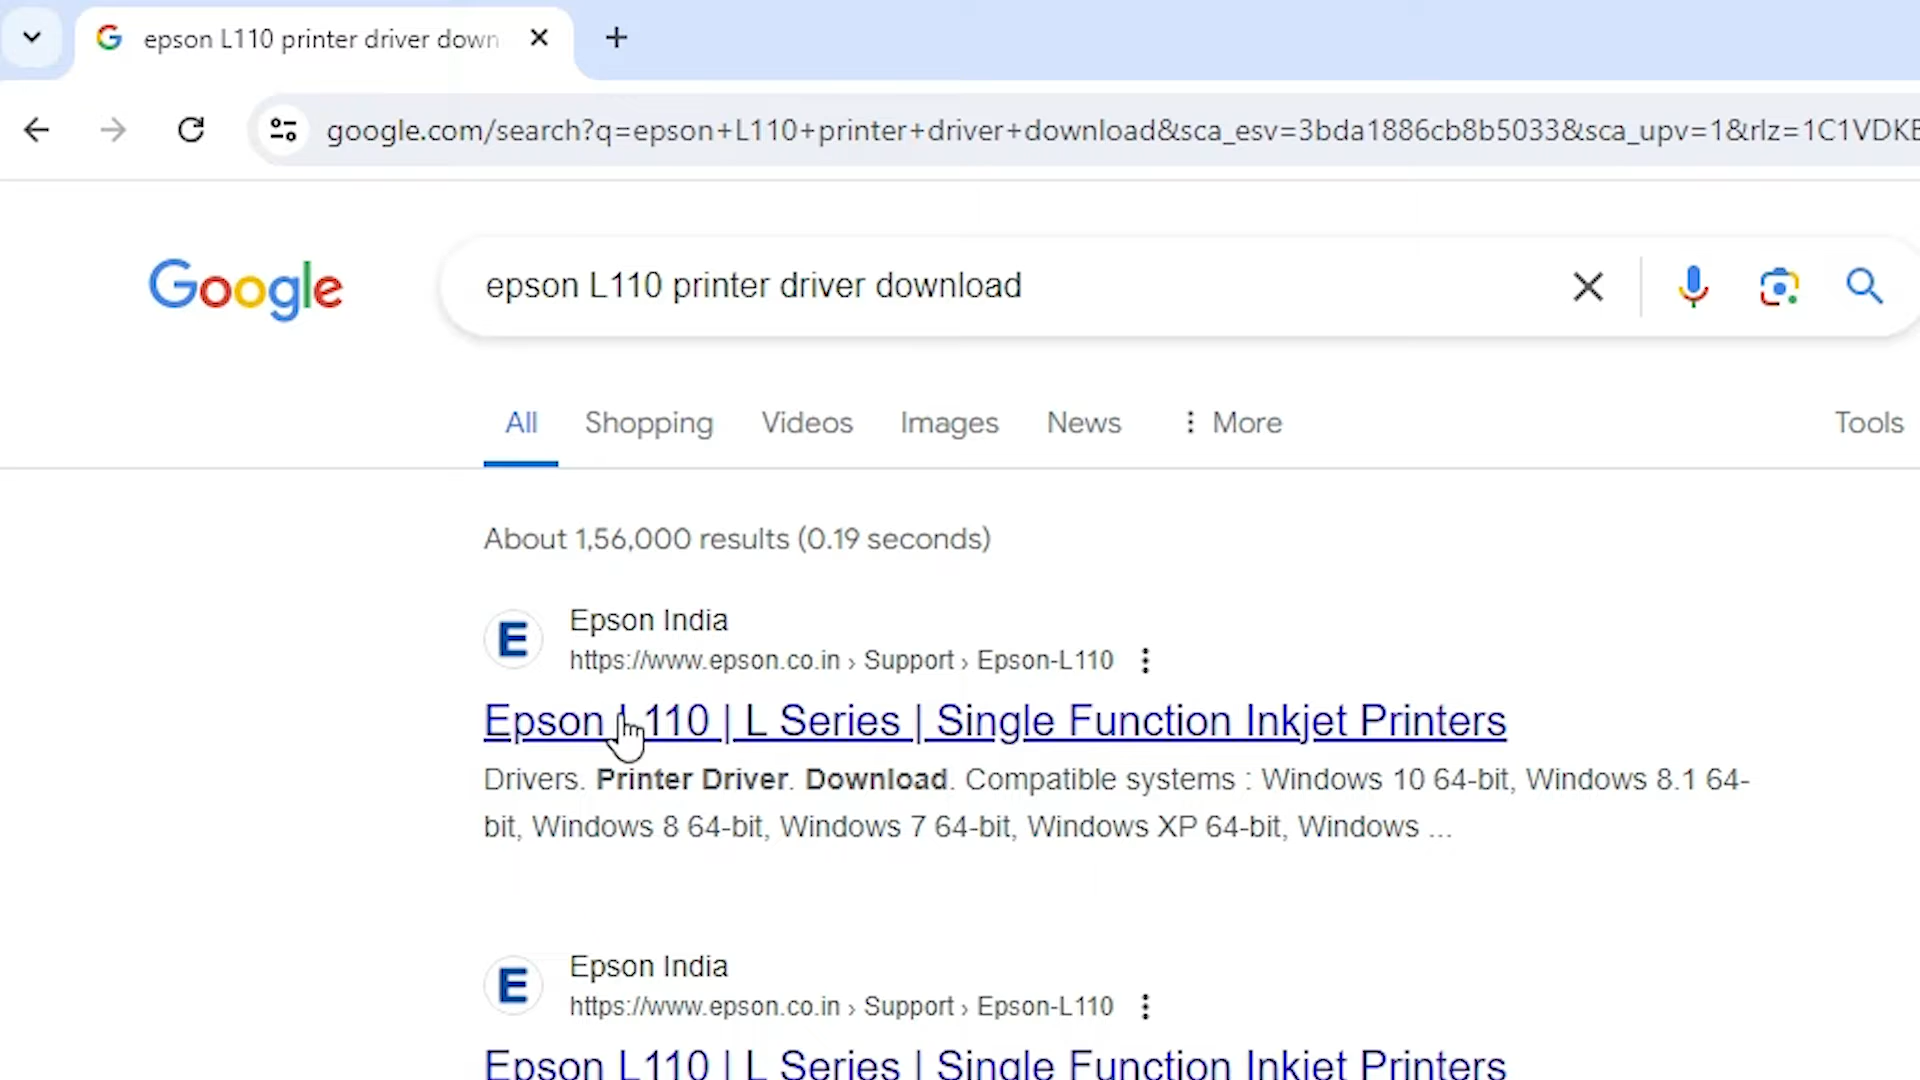 epson L110 printer driver down
google.com/search?q=epson+L110+printer+driver+download&sca_esv=3bda1886cb8b5033&sca_upv=1&rlz=1C1VDKE
Google
epson L110 printer driver download
All Shopping Videos Images News More Tools
About 1,56,000 results (0.19 seconds)
E Epson India
https://www.epson.co.in › Support › Epson-L110
Epson L110 | L Series | Single Function Inkjet Printers
Drivers. Printer Driver. Download. Compatible systems : Windows 10 64-bit, Windows 8.1 64-
bit, Windows 8 64-bit, Windows 7 64-bit, Windows XP 64-bit, Windows ...
E Epson India
https://www.epson.co.in › Support › Epson-L110
Epson L110 | L Series | Single Function Inkjet Printers